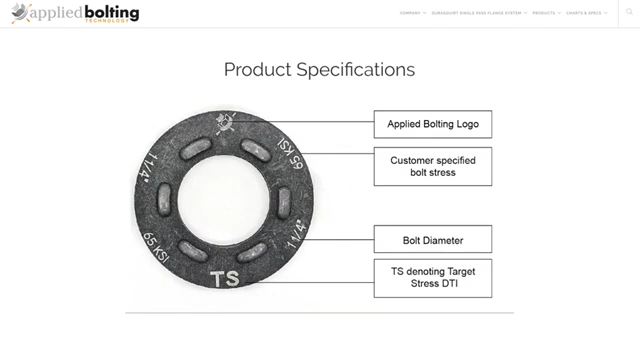 applied bolting
TECHNOLOGY
COMPANY
DURASQUIRT SINGLE PASS FLANGE SYSTEM
PRODUCTS
CHARTS & SPECS
Product Specifications
Applied Bolting Logo
Customer specified
bolt stress
Bolt Diameter
TS denoting Target
Stress DTI
65 KSI
1 1/4"
TS
65 KSI
1 1/4"